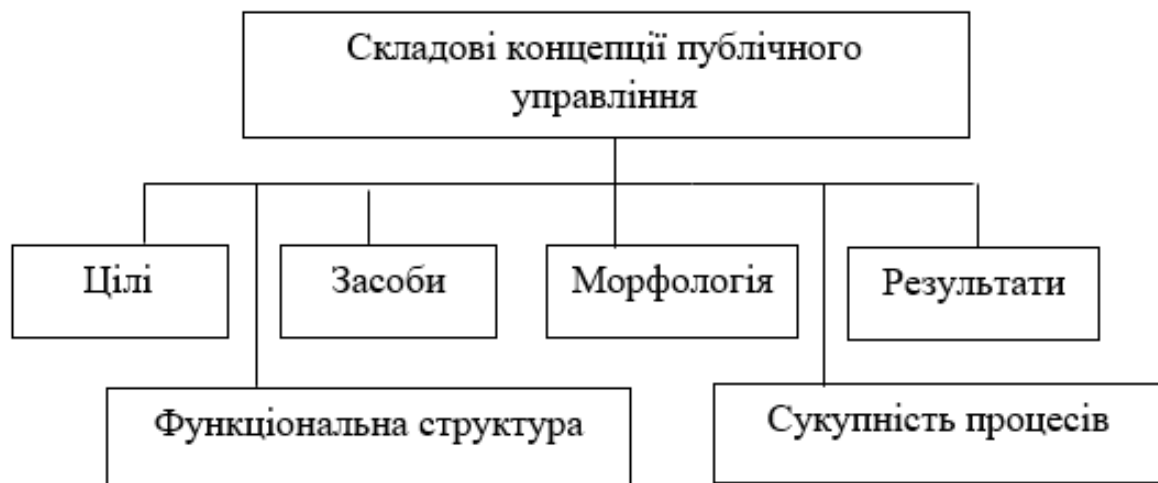 Складові концепції публічного
управління
Цілі
Засоби
Морфологія
Результати
Функціональна структура
Сукупність процесів